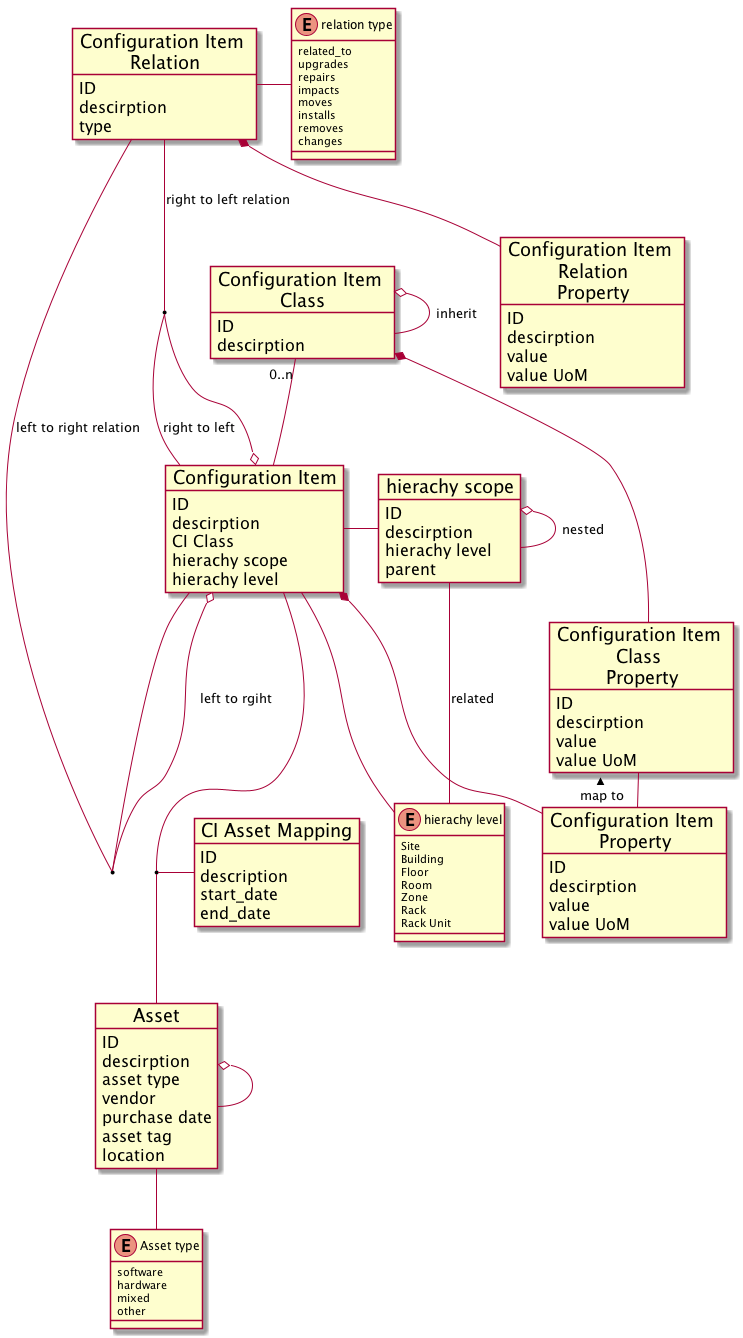 Configuration Item
Relation
ID
descirption
type
E relation type
related_to
upgrades
repairs
impacts
moves
installs
removes
changes
right to left relation
Configuration Item
Relation
Property
ID
descirption
value
value UoM
Configuration Item
Class
ID
descirption
inherit
0..n
left to right relation
right to left
Configuration Item
ID
descirption
CI Class
hierachy scope
hierachy level
hierachy scope
ID
descirption
hierachy level
parent
nested
Configuration Item
Class
Property
ID
descirption
value
value UoM
left to rgiht
related
map to
CI Asset Mapping
ID
description
start_date
end_date
E hierachy level
Site
Building
Floor
Room
Zone
Rack
Rack Unit
Configuration Item
Property
ID
descirption
value
value UoM
Asset
ID
descirption
asset type
vendor
purchase date
asset tag
location
E Asset type
software
hardware
mixed
other